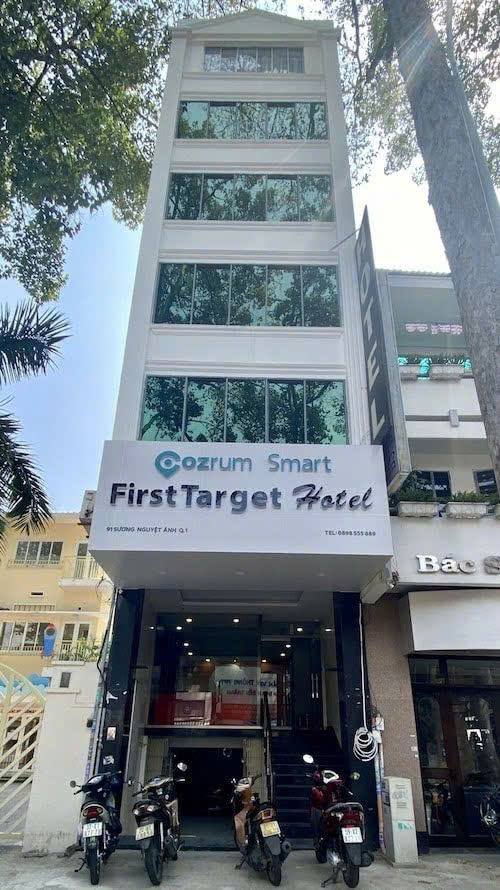 Cozrum Smart
First Target Hotel
91 SƯƠNG NGUYỆT ÁNH Q.1
TEL: 0898 555 889
HOTEL
Bác S